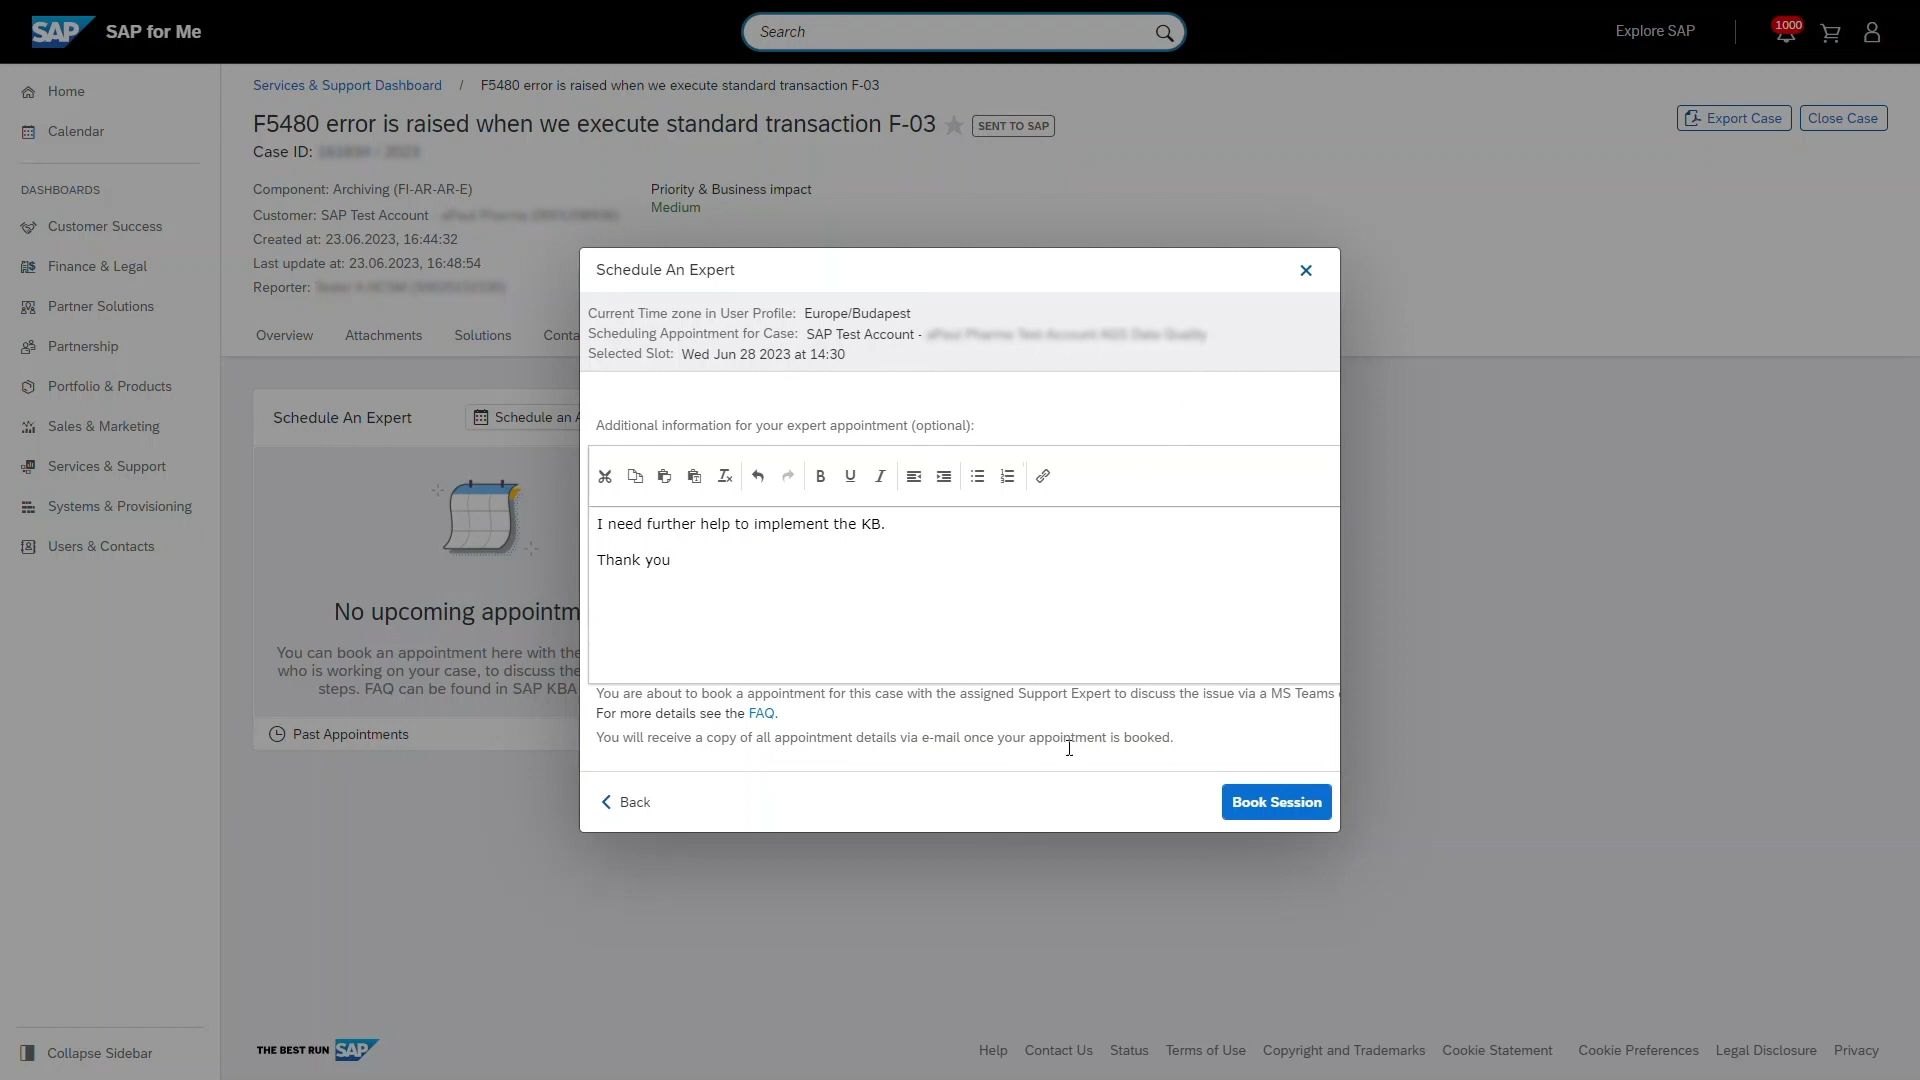 SAP SAP for Me
Search
Explore SAP
1000
Home
Calendar
DASHBOARDS
Customer Success
Finance & Legal
Partner Solutions
Partnership
Portfolio & Products
Sales & Marketing
Services & Support
Systems & Provisioning
Users & Contacts
Collapse Sidebar
Services & Support Dashboard / F5480 error is raised when we execute standard transaction F-03
F5480 error is raised when we execute standard transaction F-03 SENT TO SAP
Export Case Close Case
Case ID:
Component: Archiving (FI-AR-AR-E)
Customer: SAP Test Account
Created at: 23.06.2023, 16:44:32
Last update at: 23.06.2023, 16:48:54
Reporter:
Priority & Business impact
Medium
Overview Attachments Solutions Conta
Schedule An Expert Schedule an A
No upcoming appointm
You can book an appointment here with the
who is working on your case, to discuss the
steps. FAQ can be found in SAP KBA
Past Appointments
Schedule An Expert
Current Time zone in User Profile: Europe/Budapest
Scheduling Appointment for Case: SAP Test Account -
Selected Slot: Wed Jun 28 2023 at 14:30
Additional information for your expert appointment (optional):
I need further help to implement the KB.
Thank you
You are about to book a appointment for this case with the assigned Support Expert to discuss the issue via a MS Teams
For more details see the FAQ.
You will receive a copy of all appointment details via e-mail once your appointment is booked.
Back
Book Session
THE BEST RUN SAP
Help Contact Us Status Terms of Use Copyright and Trademarks Cookie Statement Cookie Preferences Legal Disclosure Privacy